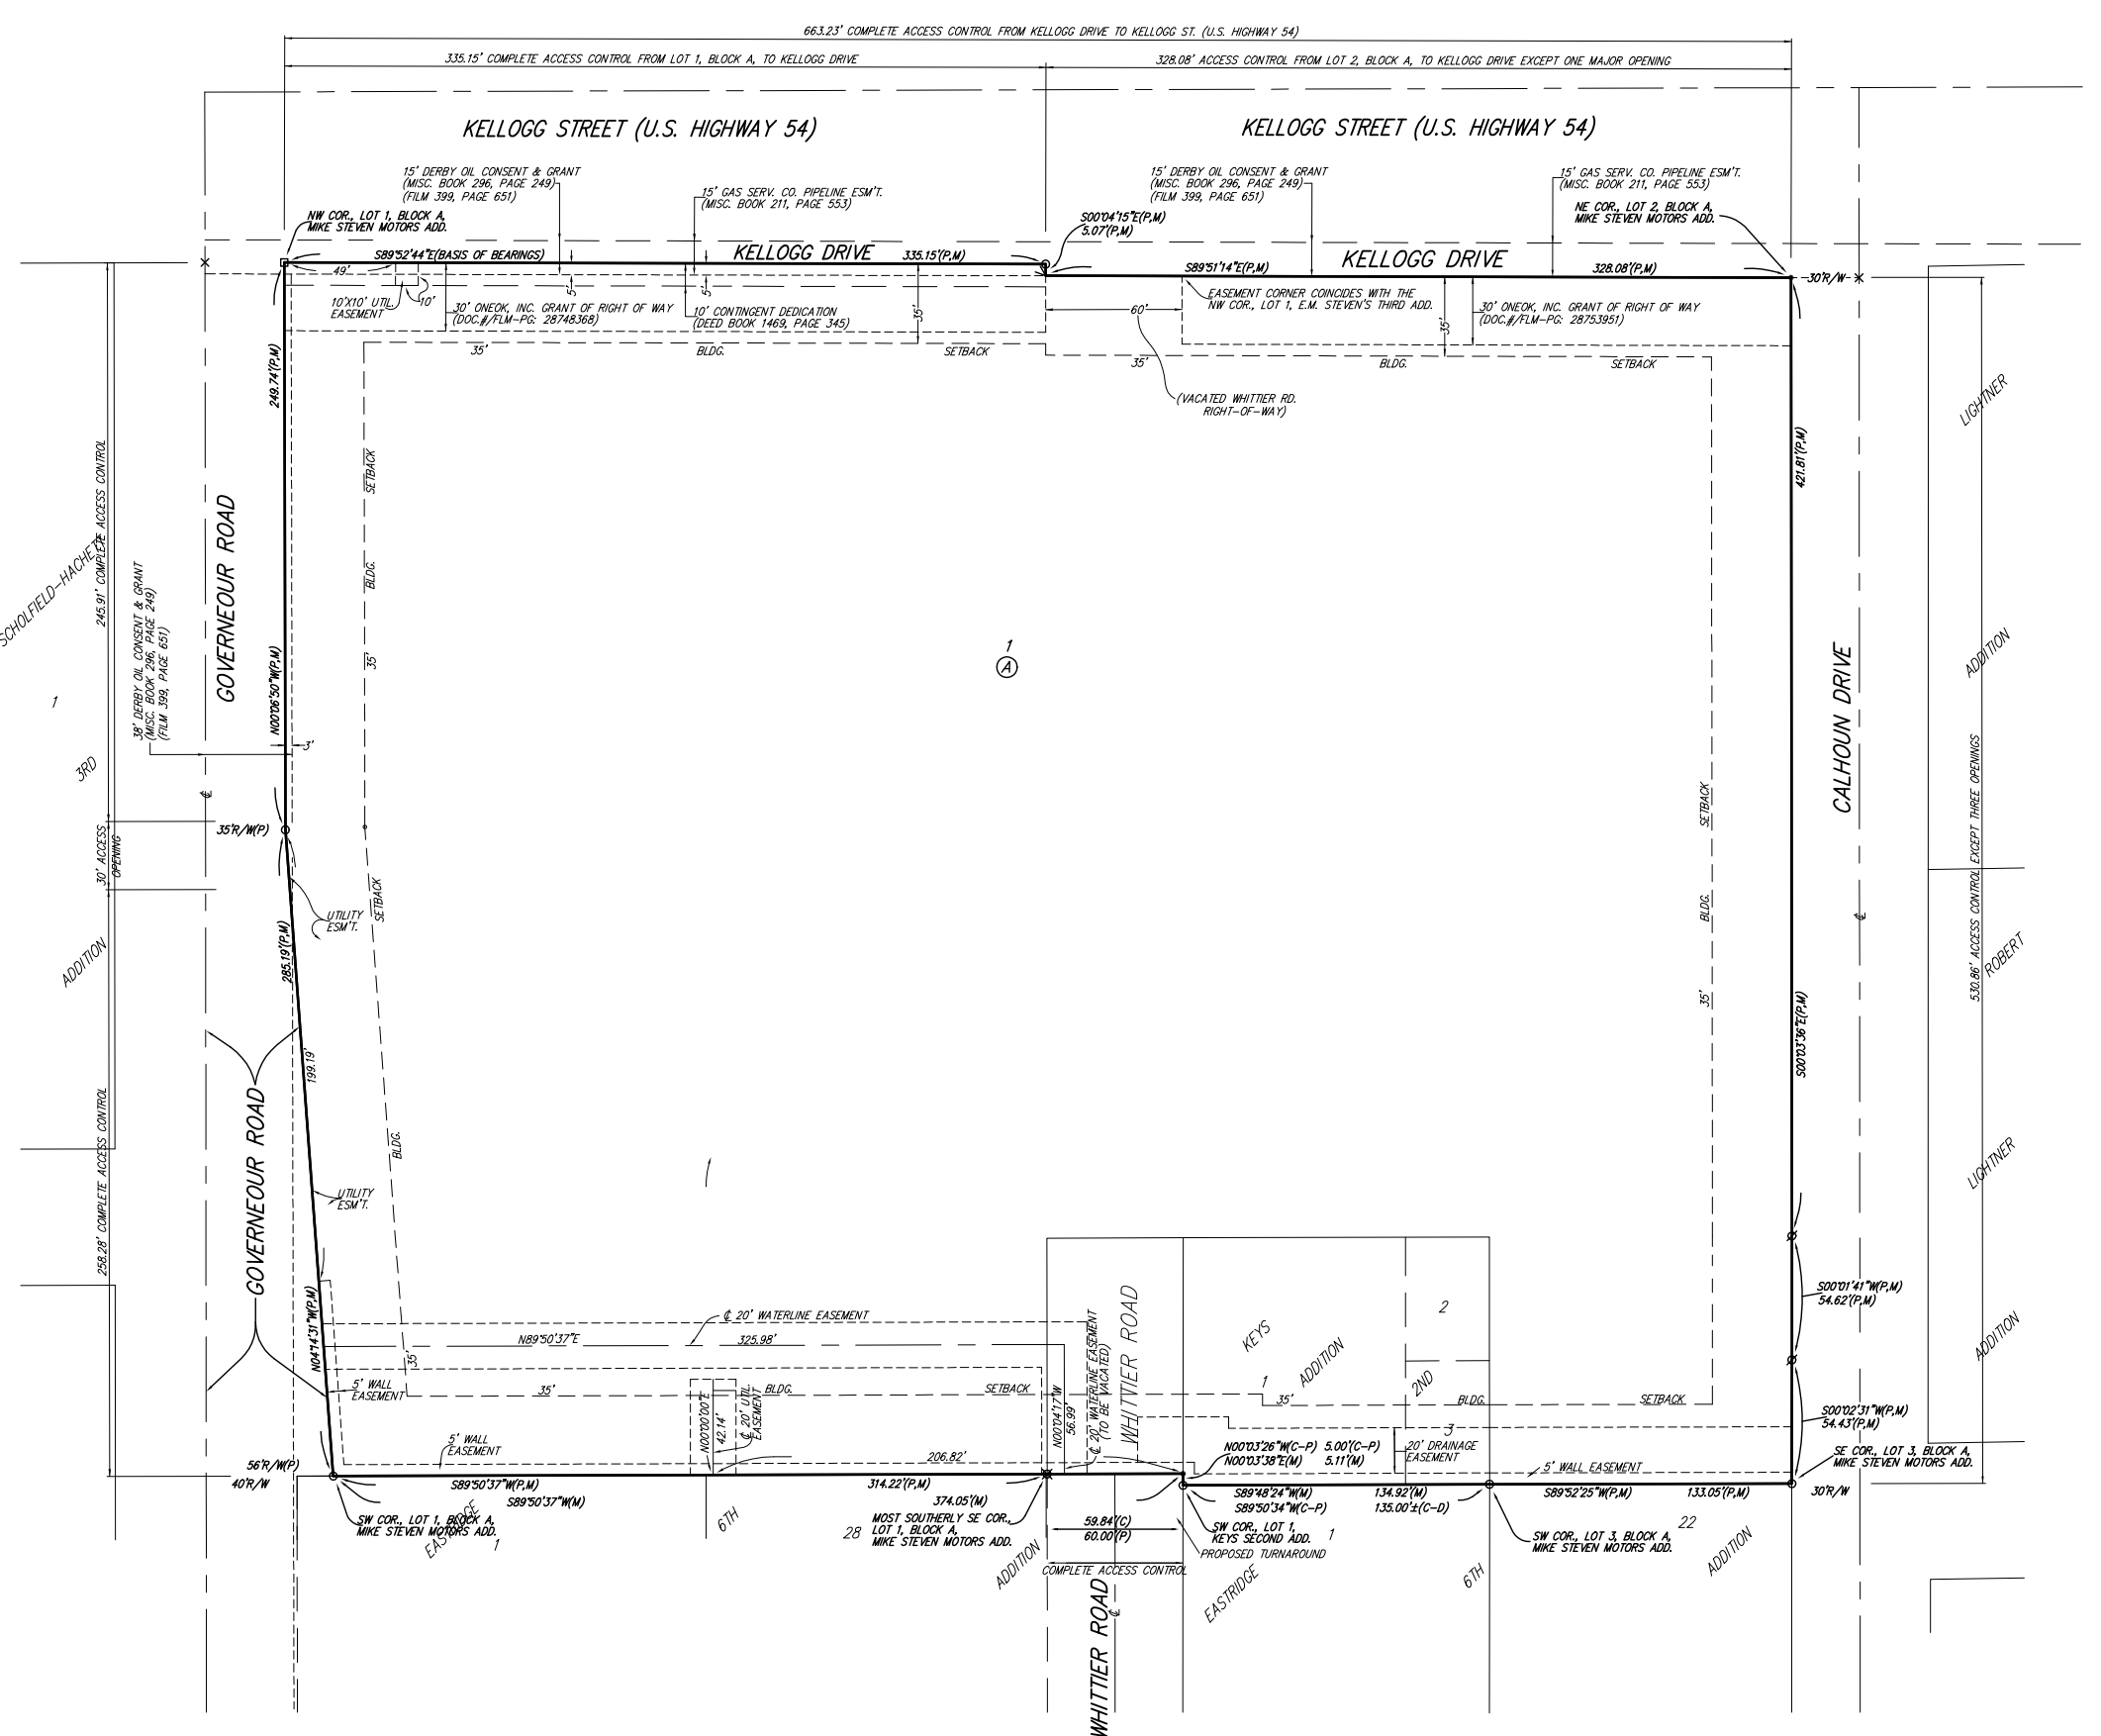 663.23' COMPLETE ACCESS CONTROL FROM KELLOGG DRIVE TO KELLOGG ST. (U.S. HIGHWAY 54)
335.15' COMPLETE ACCESS CONTROL FROM LOT 1, BLOCK A, TO KELLOGG DRIVE
328.08' ACCESS CONTROL FROM LOT 2, BLOCK A, TO KELLOGG DRIVE EXCEPT ONE MAJOR OPENING
KELLOGG STREET (U.S. HIGHWAY 54)
KELLOGG STREET (U.S. HIGHWAY 54)
15' DERBY OIL CONSENT & GRANT
(MISC. BOOK 296, PAGE 249)
(FILM 399, PAGE 651)
15' GAS SERV. CO. PIPELINE ESM'T.
(MISC. BOOK 211, PAGE 553)
15' DERBY OIL CONSENT & GRANT
(MISC. BOOK 296, PAGE 249)
(FILM 399, PAGE 651)
15' GAS SERV. CO. PIPELINE ESM'T.
(MISC. BOOK 211, PAGE 553)
NW COR., LOT 1, BLOCK A,
MIKE STEVEN MOTORS ADD.
S00°04'15"E(P,M)
5.07'(P,M)
NE COR., LOT 2, BLOCK A,
MIKE STEVEN MOTORS ADD.
S89°52'44"E(BASIS OF BEARINGS)
KELLOGG DRIVE
335.15'(P,M)
S89°51'14"E(P,M)
KELLOGG DRIVE
328.08'(P,M)
30'R/W
49'
10'X10' UTIL.
EASEMENT
10'
5'
5'
35'
30' ONEOK, INC. GRANT OF RIGHT OF WAY
(DOC.#/FLM-PG: 28748368)
10' CONTINGENT DEDICATION
(DEED BOOK 1469, PAGE 345)
60'
EASEMENT CORNER COINCIDES WITH THE
NW COR., LOT 1, E.M. STEVEN'S THIRD ADD.
35'
30' ONEOK, INC. GRANT OF RIGHT OF WAY
(DOC.#/FLM-PG: 28753951)
35' BLDG. SETBACK
35' BLDG. SETBACK
(VACATED WHITTIER RD.
RIGHT-OF-WAY)
249.74'(P,M)
N00°06'50"W(P,M)
SETBACK
BLDG.
35'
245.91' COMPLETE ACCESS CONTROL
SCHOLFIELD-HACHETT
1
3RD
ADDITION
GOVERNEOUR ROAD
38' DERBY OIL CONSENT & GRANT
(MISC. BOOK 296, PAGE 249)
(FILM 399, PAGE 651)
3'
℄
35'R/W(P)
30' ACCESS
OPENING
1
A
421.81'(P,M)
S00°03'36"E(P,M)
CALHOUN DRIVE
℄
LIGHTNER
ADDITION
530.86' ACCESS CONTROL EXCEPT THREE OPENINGS
ROBERT
LIGHTNER
ADDITION
SETBACK
BLDG.
35'
UTILITY
ESM'T.
285.19'(P,M)
199.19'
SETBACK
BLDG.
35'
258.28' COMPLETE ACCESS CONTROL
GOVERNEOUR ROAD
UTILITY
ESM'T.
N04°14'31"W(P,M)
℄ 20' WATERLINE EASEMENT
N89°50'37"E
325.98'
5' WALL
EASEMENT
35' BLDG. SETBACK
N00°00'00"E
42.14'
℄ 20' UTIL.
EASEMENT
5' WALL
EASEMENT
206.82'
N00°04'17"W
56.99'
℄ 20' WATERLINE EASEMENT
(TO BE VACATED)
WHITTIER ROAD
KEYS
ADDITION
1
2
2ND
3
35' BLDG. SETBACK
20' DRAINAGE
EASEMENT
5' WALL EASEMENT
S00°01'41"W(P,M)
54.62'(P,M)
S00°02'31"W(P,M)
54.43'(P,M)
SE COR., LOT 3, BLOCK A,
MIKE STEVEN MOTORS ADD.
30'R/W
N00°03'26"W(C-P) 5.00'(C-P)
N00°03'38"E(M) 5.11'(M)
56'R/W(P)
40'R/W
S89°50'37"W(P,M)
314.22'(P,M)
S89°50'37"W(M)
374.05'(M)
S89°48'24"W(M) 134.92'(M)
S89°50'34"W(C-P) 135.00'±(C-D)
S89°52'25"W(P,M) 133.05'(P,M)
SW COR., LOT 1, BLOCK A,
MIKE STEVEN MOTORS ADD.
EASTRIDGE
1
6TH
28
ADDITION
MOST SOUTHERLY SE COR.,
LOT 1, BLOCK A,
MIKE STEVEN MOTORS ADD.
59.84'(C)
60.00'(P)
SW COR., LOT 1,
KEYS SECOND ADD.
1
PROPOSED TURNAROUND
COMPLETE ACCESS CONTROL
SW COR., LOT 3, BLOCK A,
MIKE STEVEN MOTORS ADD.
22
EASTRIDGE
6TH
ADDITION
WHITTIER ROAD
℄